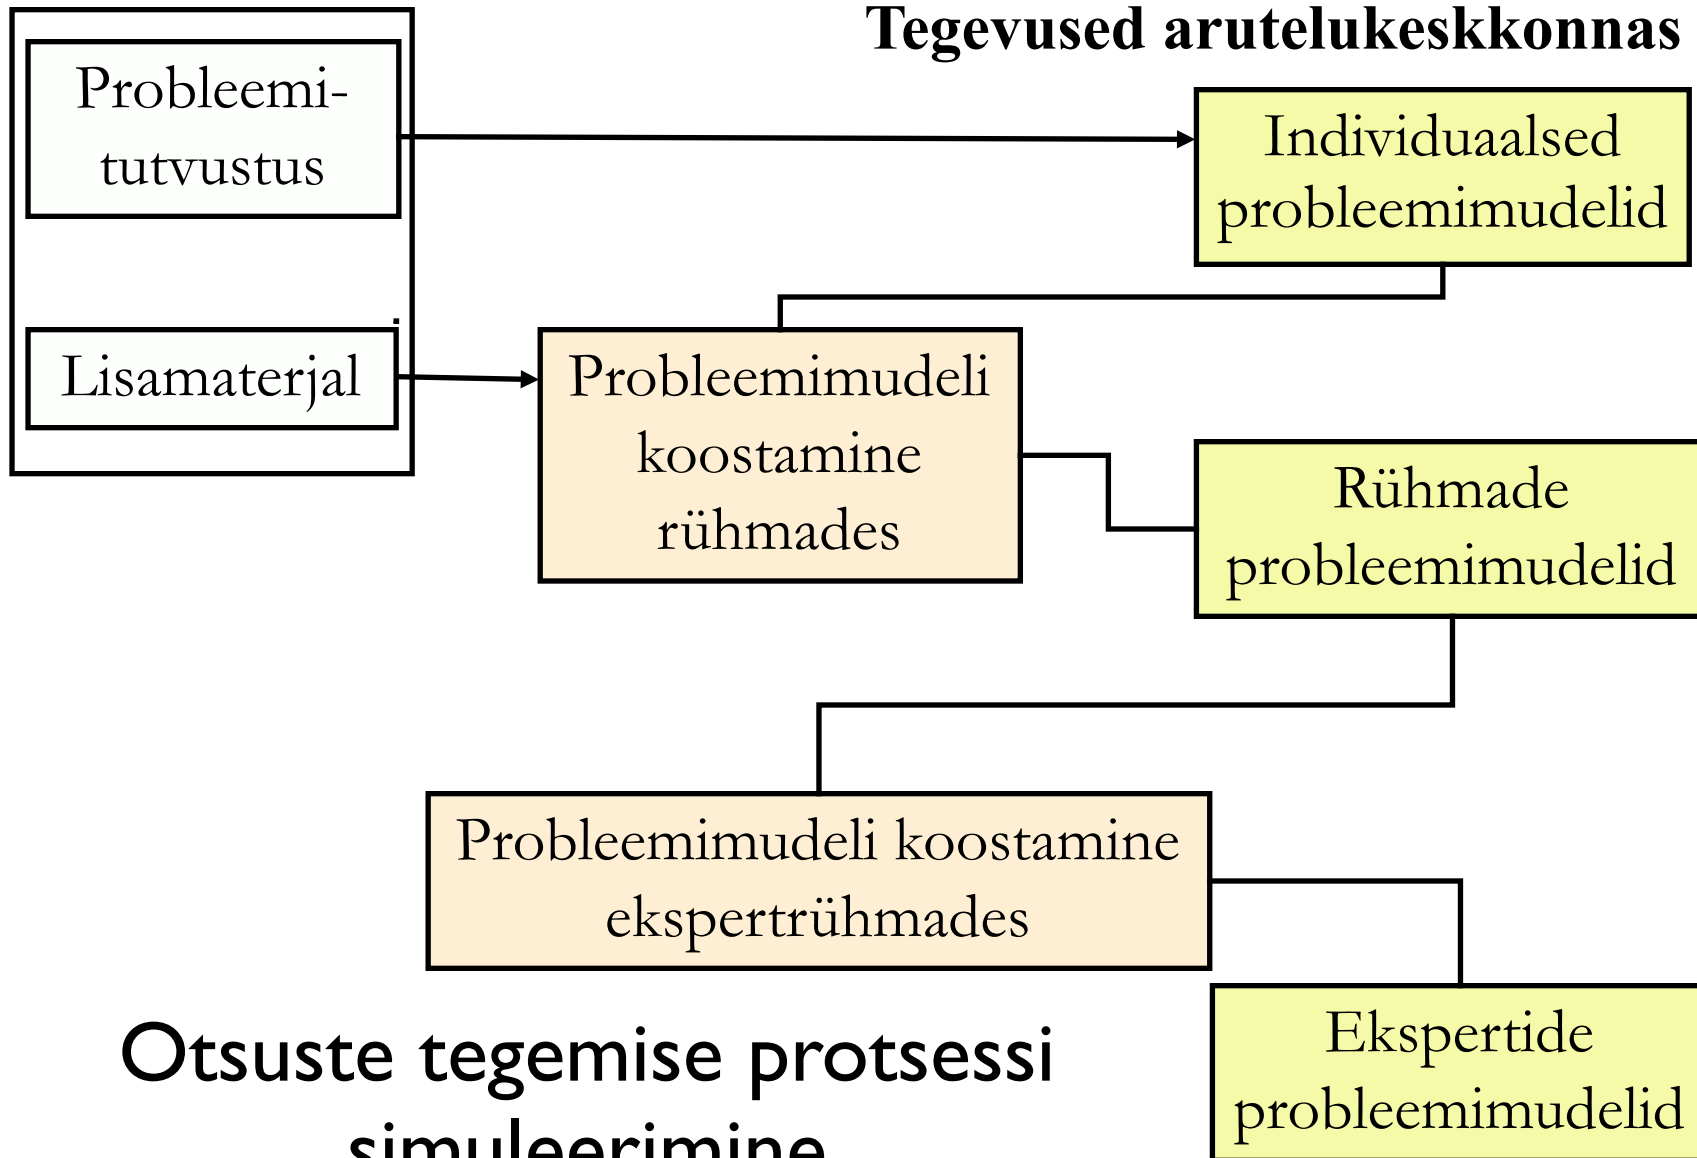 Tegevused arutelukeskkonnas
Probleemi-
tutvustus
Individuaalsed
probleemimudelid
Lisamaterjal
Probleemimudeli
koostamine
rühmades
Rühmade
probleemimudelid
Probleemimudeli koostamine
ekspertrühmades
Ekspertide
probleemimudelid
Otsuste tegemise protsessi
simuleerimine